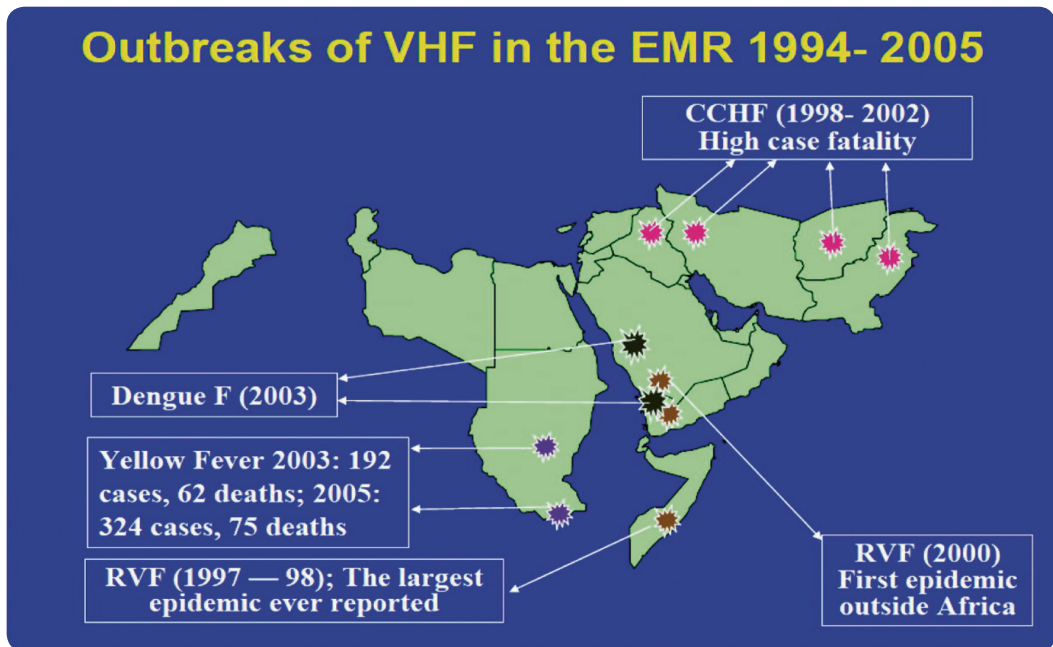 Outbreaks of VHF in the EMR 1994- 2005
CCHF (1998- 2002)
High case fatality
Dengue F (2003)
Yellow Fever 2003: 192
cases, 62 deaths; 2005:
324 cases, 75 deaths
RVF (1997 — 98); The largest
epidemic ever reported
RVF (2000)
First epidemic
outside Africa